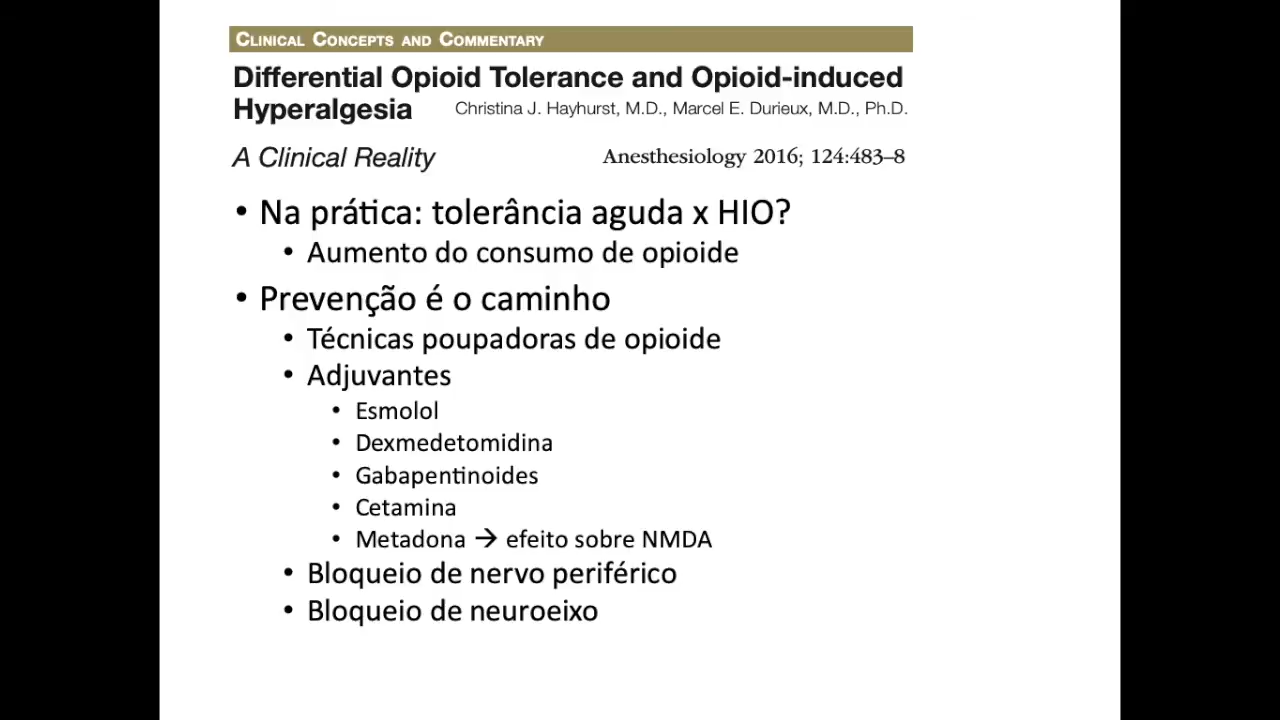 CLINICAL CONCEPTS AND COMMENTARY
Differential Opioid Tolerance and Opioid-induced
Hyperalgesia Christina J. Hayhurst, M.D., Marcel E. Durieux, M.D., Ph.D.
A Clinical Reality Anesthesiology 2016; 124:483–8
• Na prática: tolerância aguda x HIO?
• Aumento do consumo de opioide
• Prevenção é o caminho
• Técnicas poupadoras de opioide
• Adjuvantes
• Esmolol
• Dexmedetomidina
• Gabapentinoides
• Cetamina
• Metadona → efeito sobre NMDA
• Bloqueio de nervo periférico
• Bloqueio de neuroeixo